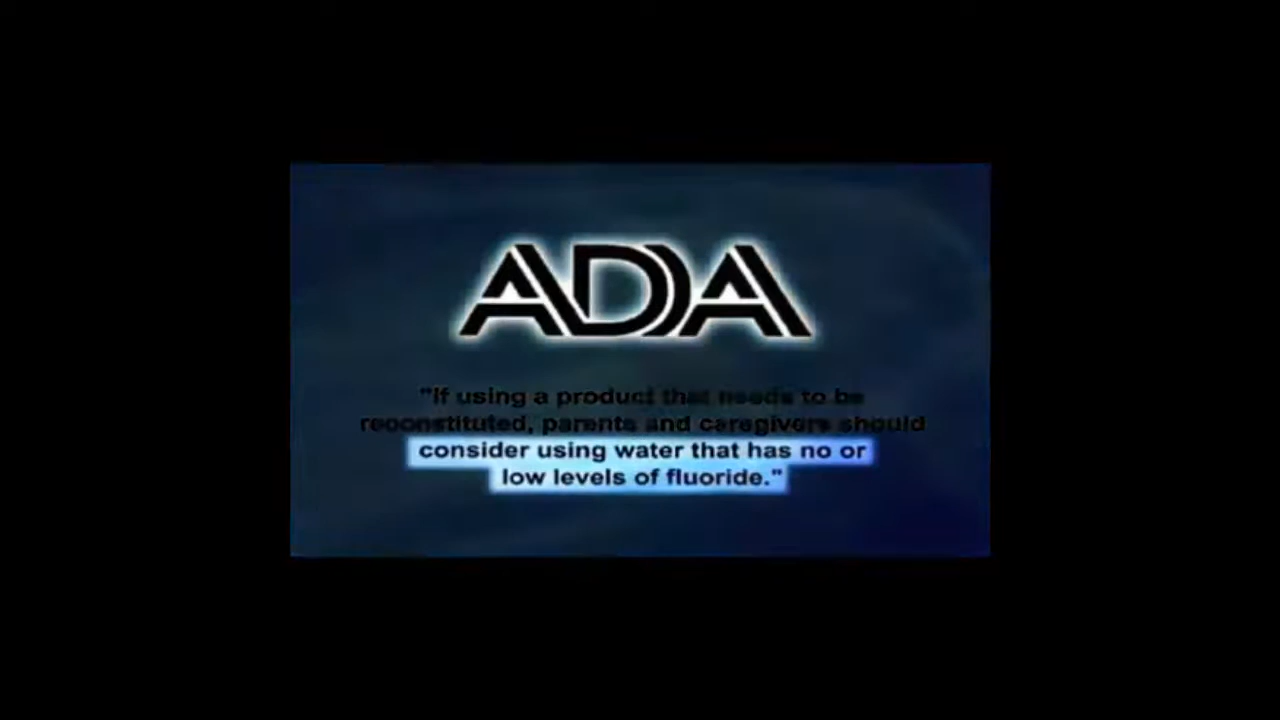 ADA
"If using a product that needs to be
reconstituted, parents and caregivers should
consider using water that has no or
low levels of fluoride."